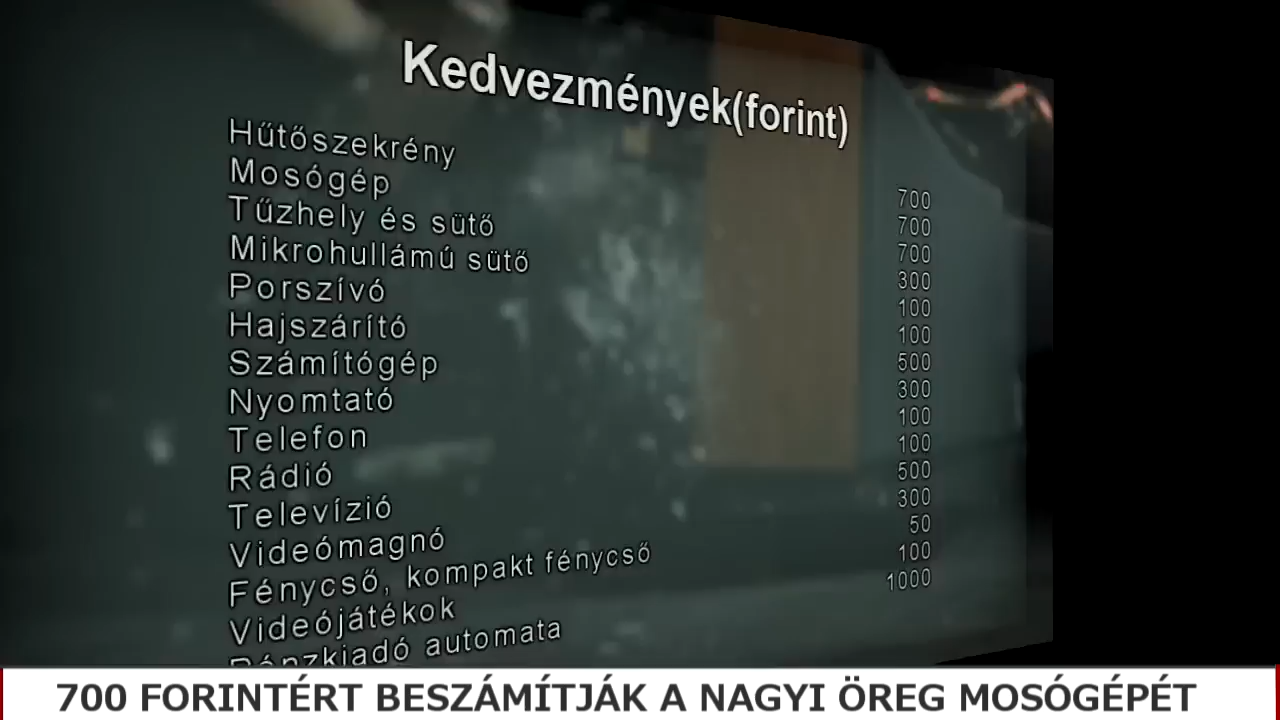 Kedvezmények(forint)
Hűtőszekrény 700
Mosógép 700
Tűzhely és sütő 700
Mikrohullámú sütő 300
Porszívó 100
Hajszárító 100
Számítógép 500
Nyomtató 300
Telefon 100
Rádió 100
Televízió 500
Videómagnó 300
Fénycső, kompakt fénycső 50
Videójátékok 100
Pénzkiadó automata 1000
700 FORINTÉRT BESZÁMÍTJÁK A NAGYI ÖREG MOSÓGÉPÉT